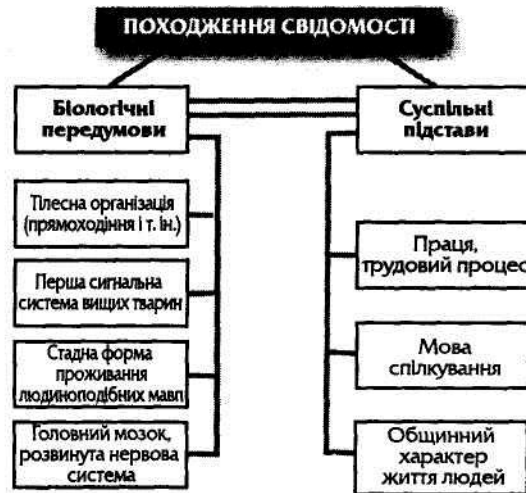 ПОХОДЖЕННЯ СВІДОМОСТІ
Біологічні
передумови
Суспільні
підстави
Тілесна організація
(прямоходіння і т. ін.)
Перша сигнальна
система вищих тварин
Стадна форма
проживання
людиноподібних мавп
Головний мозок,
розвинута нервова
система
Праця,
трудовий процес
Мова
спілкування
Общинний
характер
життя людей